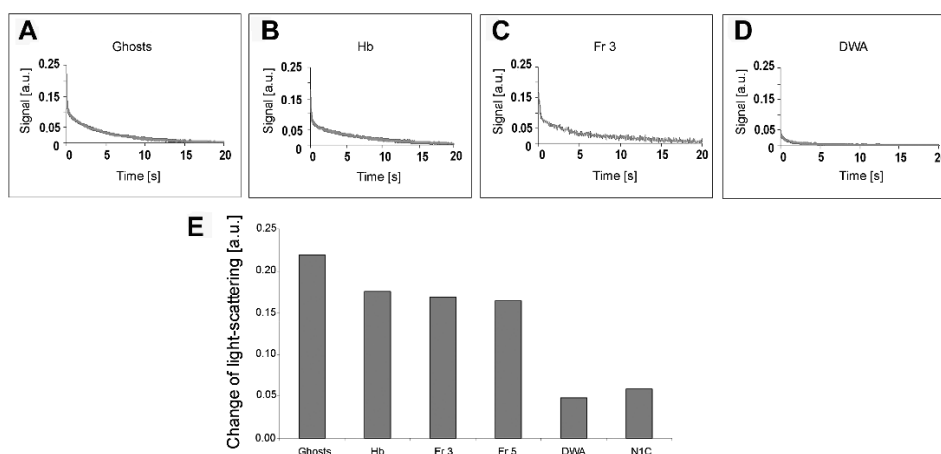 A
Ghosts
Signal [a.u.]
0.25
0.15
0.05
0
0 5 10 15 20
Time [s]
B
Hb
Signal [a.u.]
0.25
0.15
0.05
0
0 5 10 15 20
Time [s]
C
Fr 3
Signal [a.u.]
0.25
0.15
0.05
0
0 5 10 15 20
Time [s]
D
DWA
Signal [a.u.]
0.25
0.15
0.05
0
0 5 10 15 20
Time [s]
E
Change of light-scattering [a.u.]
0.25
0.20
0.15
0.10
0.05
0.00
Ghosts Hb Fr 3 Fr 5 DWA N1C